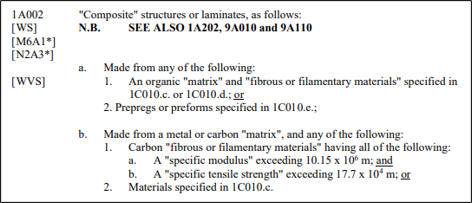 1A002 "Composite" structures or laminates, as follows:
[WS] N.B. SEE ALSO 1A202, 9A010 and 9A110
[M6A1*]
[N2A3*]
a. Made from any of the following:
[WVS] 1. An organic "matrix" and "fibrous or filamentary materials" specified in
1C010.c. or 1C010.d.; or
2. Prepregs or preforms specified in 1C010.e.;
b. Made from a metal or carbon "matrix", and any of the following:
1. Carbon "fibrous or filamentary materials" having all of the following:
a. A "specific modulus" exceeding 10.15 x 10⁶ m; and
b. A "specific tensile strength" exceeding 17.7 x 10⁴ m; or
2. Materials specified in 1C010.c.